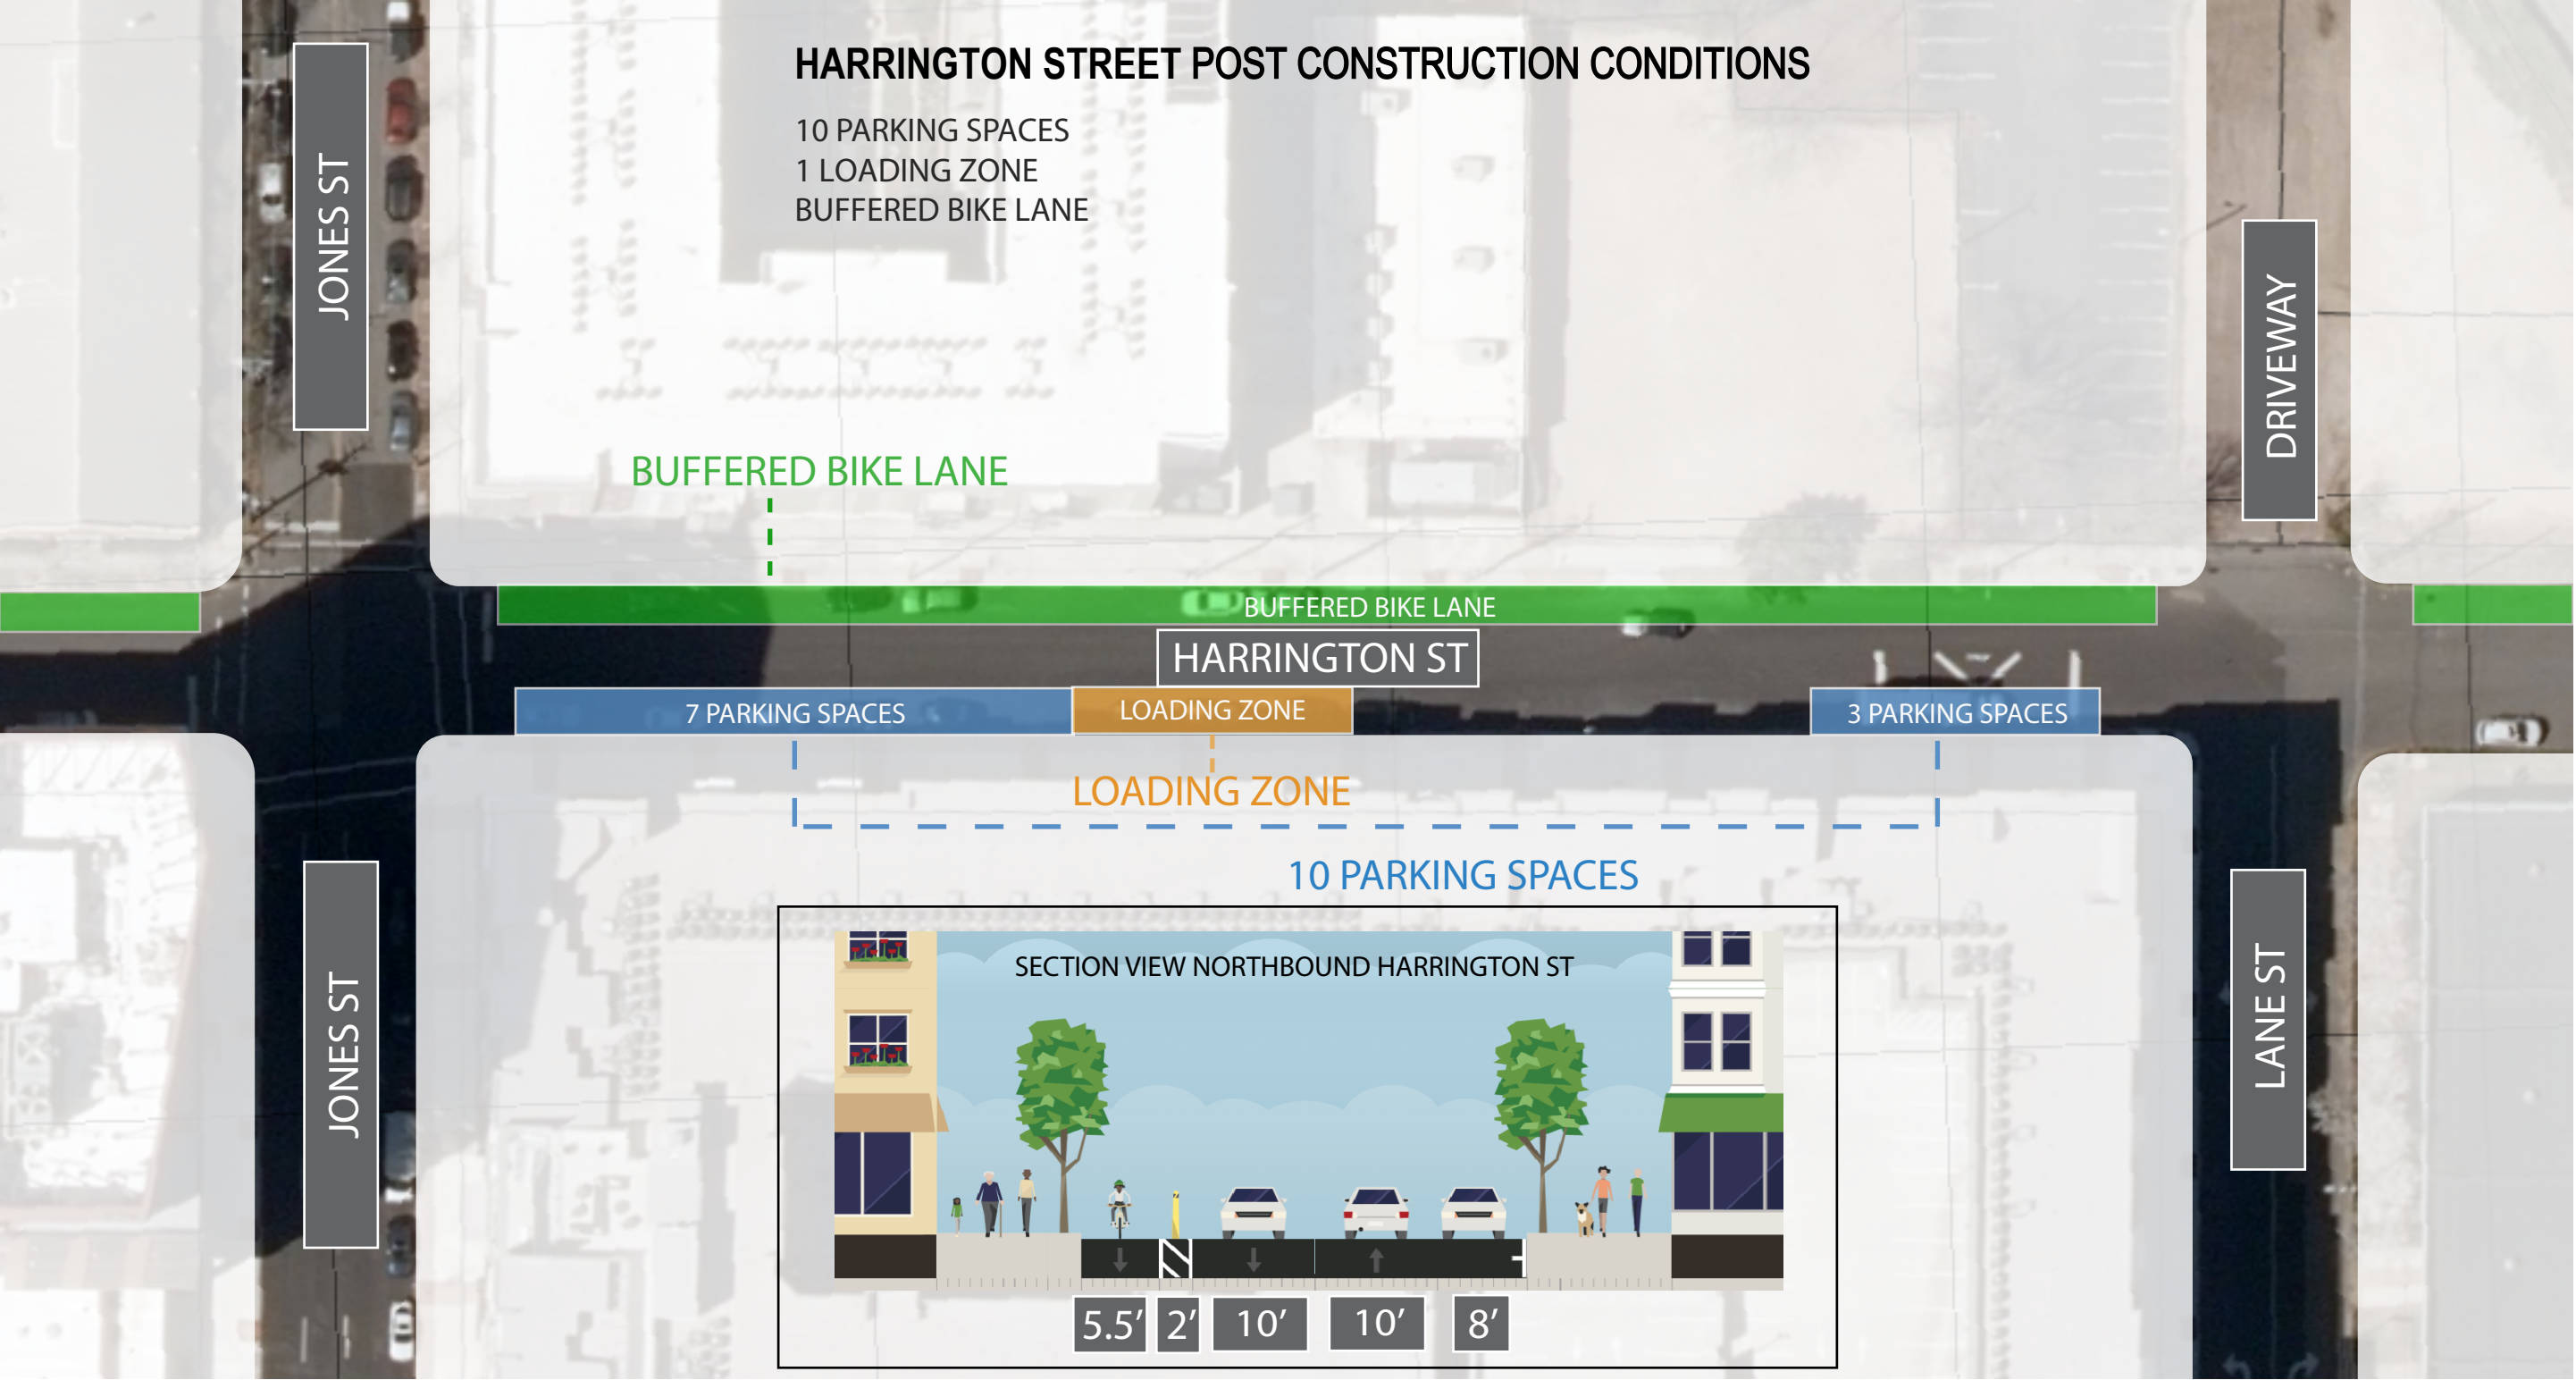 HARRINGTON STREET POST CONSTRUCTION CONDITIONS
10 PARKING SPACES
1 LOADING ZONE
BUFFERED BIKE LANE
JONES ST
DRIVEWAY
BUFFERED BIKE LANE
BUFFERED BIKE LANE
HARRINGTON ST
7 PARKING SPACES
LOADING ZONE
3 PARKING SPACES
LOADING ZONE
10 PARKING SPACES
JONES ST
LANE ST
SECTION VIEW NORTHBOUND HARRINGTON ST
5.5’ 2’ 10’ 10’ 8’